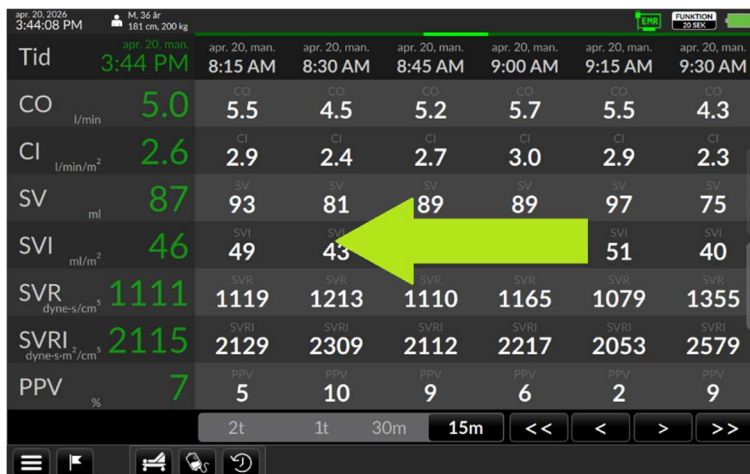 apr. 20, 2026
3:44:08 PM
M, 36 år
181 cm, 200 kg
EMR
FUNKTION
20 SEK
Tid
apr. 20, man.
3:44 PM
apr. 20, man. apr. 20, man. apr. 20, man. apr. 20, man. apr. 20, man. apr. 20, man.
8:15 AM 8:30 AM 8:45 AM 9:00 AM 9:15 AM 9:30 AM
CO l/min 5.0
CO CO CO CO CO CO
5.5 4.5 5.2 5.7 5.5 4.3
CI l/min/m² 2.6
CI CI CI CI CI CI
2.9 2.4 2.7 3.0 2.9 2.3
SV ml 87
SV SV SV SV SV SV
93 81 89 89 97 75
SVI ml/m² 46
SVI SVI SVI SVI
49 43 51 40
SVR dyne-s/cm⁵ 1111
SVR SVR SVR SVR SVR SVR
1119 1213 1110 1165 1079 1355
SVRI dyne-s-m²/cm⁵ 2115
SVRI SVRI SVRI SVRI SVRI SVRI
2129 2309 2112 2217 2053 2579
PPV % 7
PPV PPV PPV PPV PPV PPV
5 10 9 6 2 9
2t 1t 30m 15m << < > >>